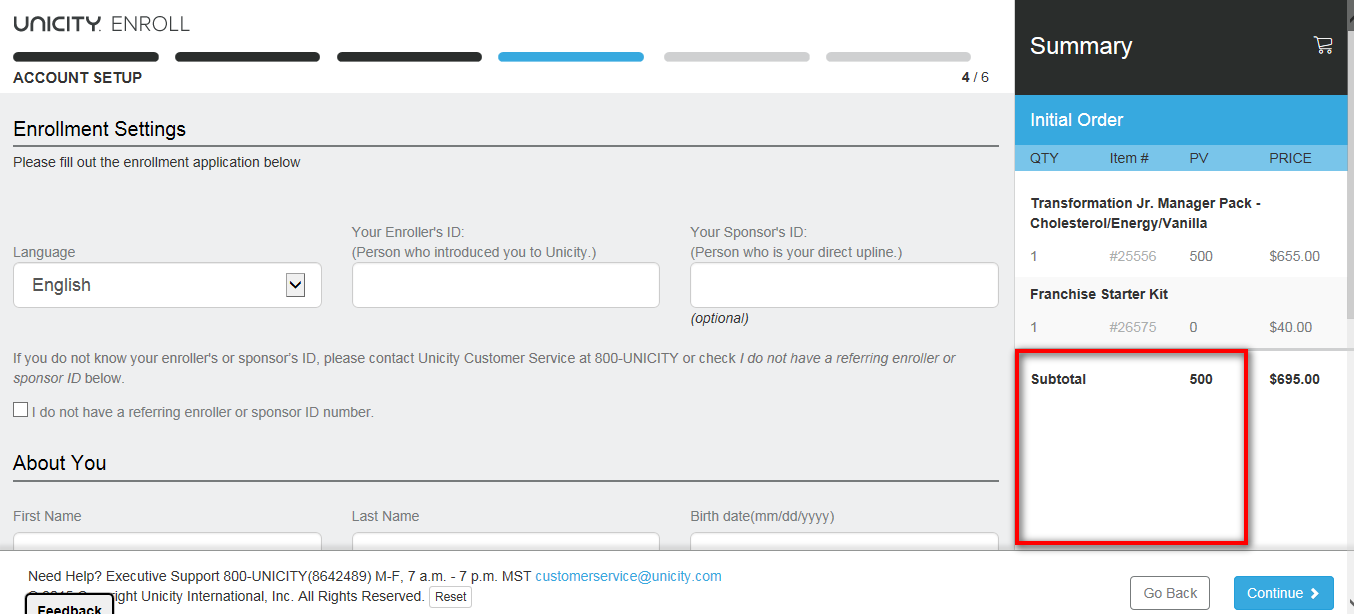 UNICITY. ENROLL
ACCOUNT SETUP
4 / 6
Enrollment Settings
Please fill out the enrollment application below
Language
English
Your Enroller's ID:
(Person who introduced you to Unicity.)
Your Sponsor's ID:
(Person who is your direct upline.)
(optional)
If you do not know your enroller's or sponsor's ID, please contact Unicity Customer Service at 800-UNICITY or check I do not have a referring enroller or
sponsor ID below.
I do not have a referring enroller or sponsor ID number.
About You
First Name
Last Name
Birth date(mm/dd/yyyy)
Summary
Initial Order
QTY Item # PV PRICE
Transformation Jr. Manager Pack -
Cholesterol/Energy/Vanilla
1 #25556 500 $655.00
Franchise Starter Kit
1 #26575 0 $40.00
Subtotal 500 $695.00
Need Help? Executive Support 800-UNICITY(8642489) M-F, 7 a.m. - 7 p.m. MST customerservice@unicity.com
Unicity International, Inc. All Rights Reserved. Reset
Feedback
Go Back
Continue